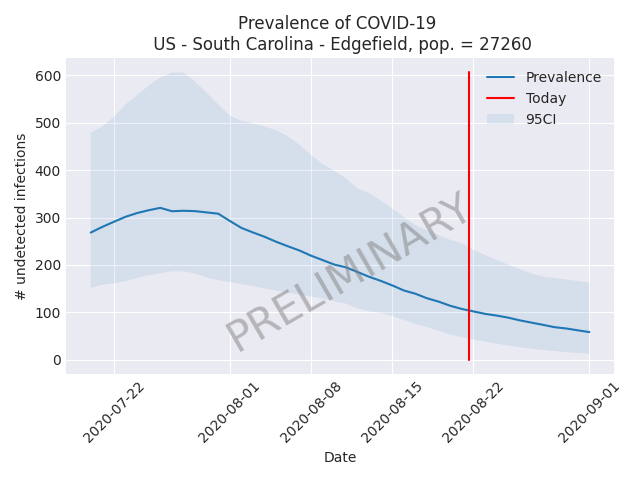 Prevalence of COVID-19
US - South Carolina - Edgefield, pop. = 27260
600
500
400
300
200
100
0
# undetected infections
Prevalence
Today
95CI
PRELIMINARY
2020-07-22
2020-08-01
2020-08-08
2020-08-15
2020-08-22
2020-09-01
Date